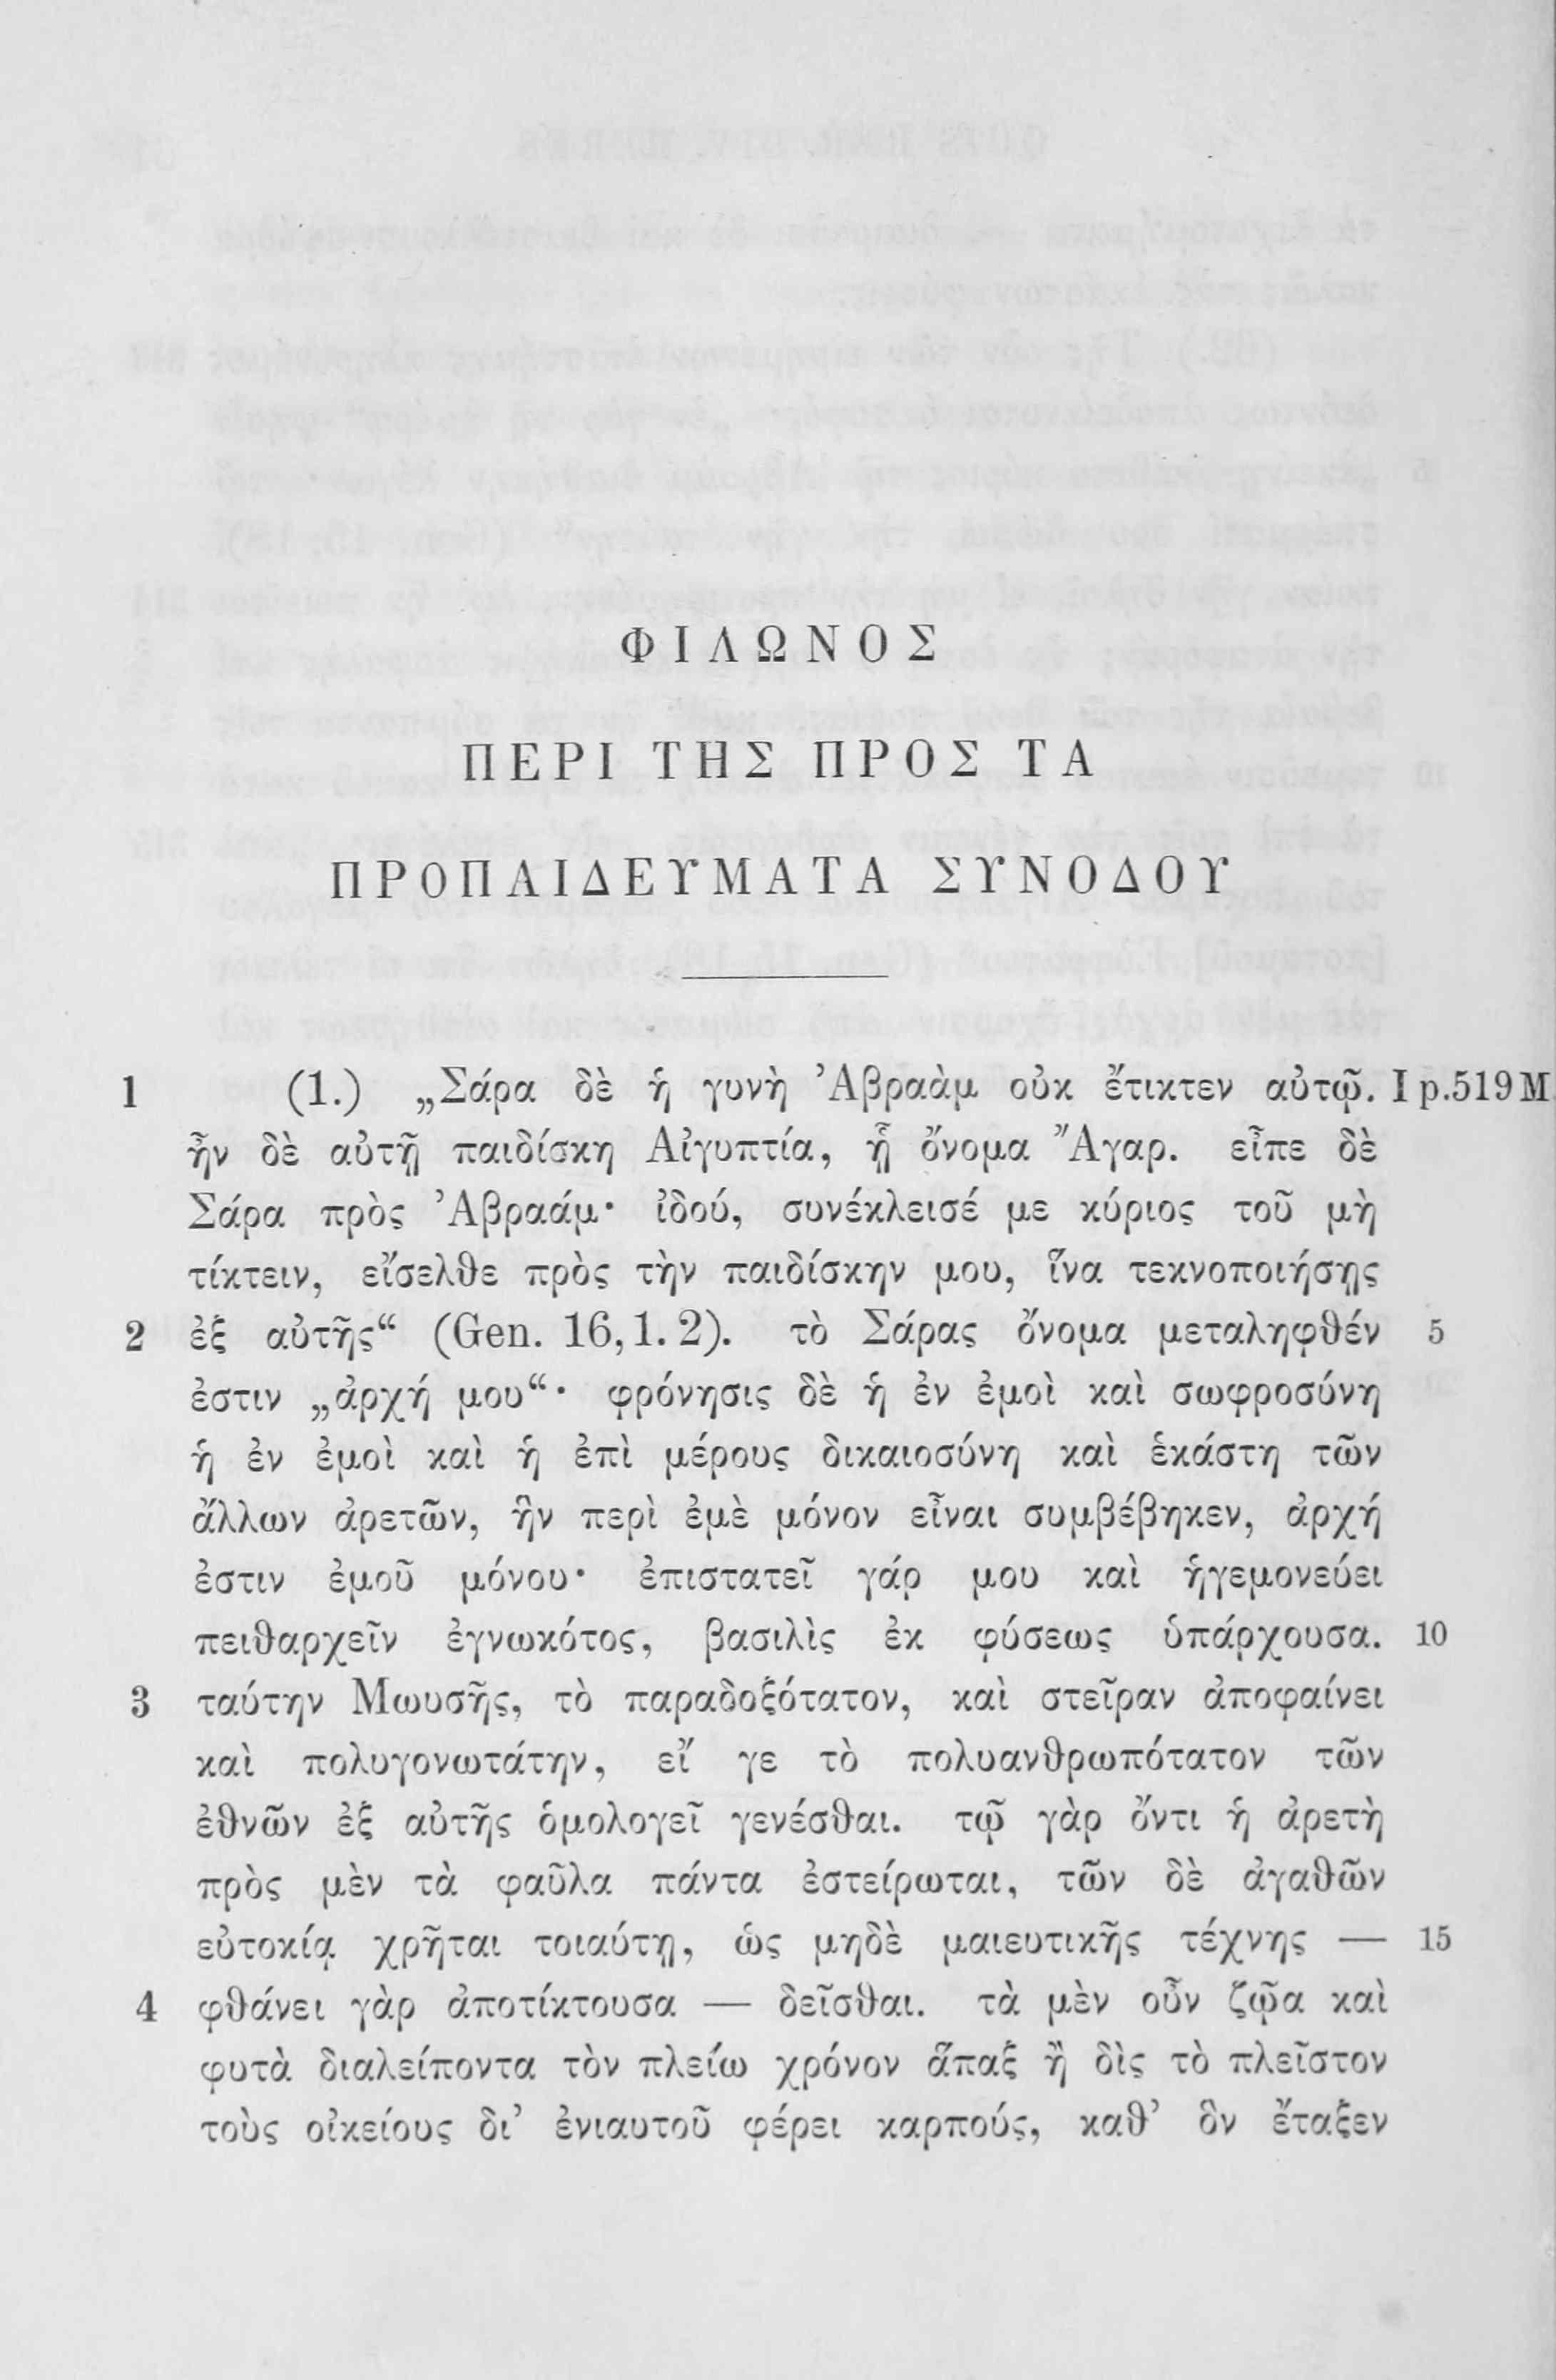 ΦΙΛΩΝΟΣ
ΠΕΡΙ ΤΗΣ ΠΡΟΣ ΤΑ
ΠΡΟΠΑΙΔΕΥΜΑΤΑ ΣΥΝΟΔΟΥ
1 (1.) „Σάρα δὲ ἡ γυνὴ Ἀβραὰμ οὐκ ἔτικτεν αὐτῷ. I p.519 M.
ἦν δὲ αὐτῇ παιδίσκη Αἰγυπτία, ᾗ ὄνομα Ἄγαρ. εἶπε δὲ
Σάρα πρὸς Ἀβραάμ· ἰδού, συνέκλεισέ με κύριος τοῦ μὴ
τίκτειν, εἴσελθε πρὸς τὴν παιδίσκην μου, ἵνα τεκνοποιήσῃς
2 ἐξ αὐτῆς“ (Gen. 16,1. 2). τὸ Σάρας ὄνομα μεταληφθέν 5
ἐστιν „ἀρχή μου“· φρόνησις δὲ ἡ ἐν ἐμοὶ καὶ σωφροσύνη
ἡ ἐν ἐμοὶ καὶ ἡ ἐπὶ μέρους δικαιοσύνη καὶ ἑκάστη τῶν
ἄλλων ἀρετῶν, ἣν περὶ ἐμὲ μόνον εἶναι συμβέβηκεν, ἀρχή
ἐστιν ἐμοῦ μόνου· ἐπιστατεῖ γάρ μου καὶ ἡγεμονεύει
πειθαρχεῖν ἐγνωκότος, βασιλὶς ἐκ φύσεως ὑπάρχουσα. 10
3 ταύτην Μωυσῆς, τὸ παραδοξότατον, καὶ στεῖραν ἀποφαίνει
καὶ πολυγονωτάτην, εἴ γε τὸ πολυανθρωπότατον τῶν
ἐθνῶν ἐξ αὐτῆς ὁμολογεῖ γενέσθαι. τῷ γὰρ ὄντι ἡ ἀρετὴ
πρὸς μὲν τὰ φαῦλα πάντα ἐστείρωται, τῶν δὲ ἀγαθῶν
εὐτοκίᾳ χρῆται τοιαύτῃ, ὡς μηδὲ μαιευτικῆς τέχνης — 15
4 φθάνει γὰρ ἀποτίκτουσα — δεῖσθαι. τὰ μὲν οὖν ζῷα καὶ
φυτὰ διαλείποντα τὸν πλείω χρόνον ἅπαξ ἢ δὶς τὸ πλεῖστον
τοὺς οἰκείους δι’ ἐνιαυτοῦ φέρει καρπούς, καθ’ ὃν ἔταξεν